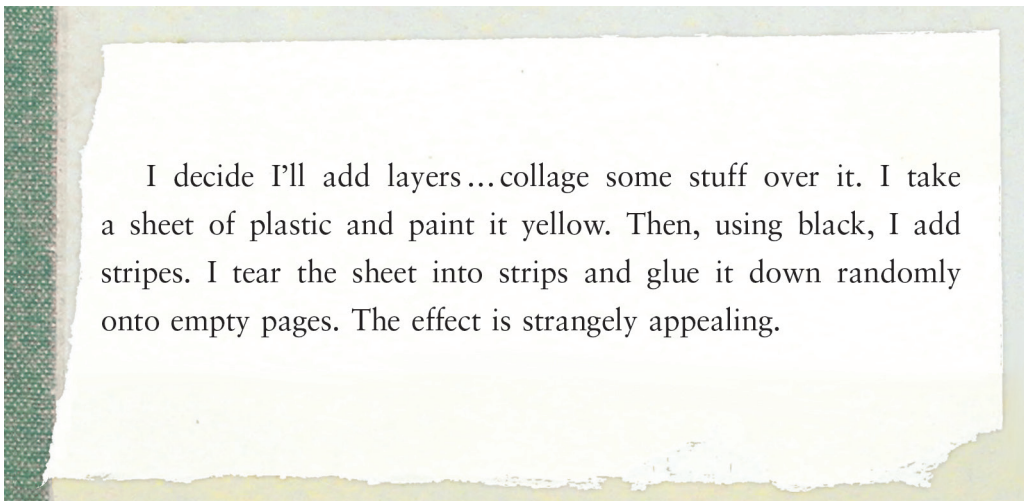 I decide I’ll add layers...collage some stuff over it. I take
a sheet of plastic and paint it yellow. Then, using black, I add
stripes. I tear the sheet into strips and glue it down randomly
onto empty pages. The effect is strangely appealing.